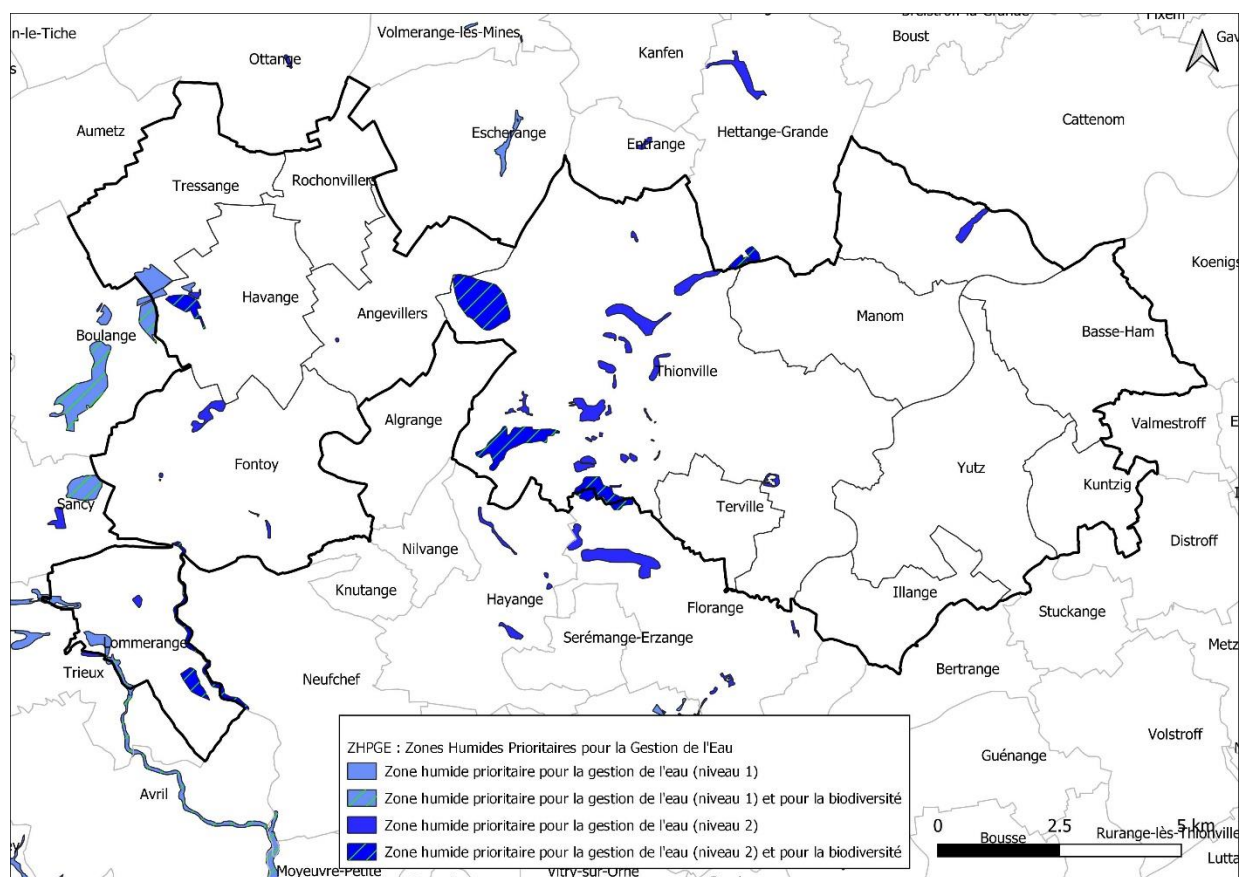 n-le-Tiche
Volmerange-lès-Mines
Boust
Fixem
Gav
Kanfen
Ottange
Aumetz
Escherange
Entrange
Hettange-Grande
Cattenom
Tressange
Rochonvillers
Koenigs
Havange
Angevillers
Manom
Boulange
Basse-Ham
Thionville
Algrange
Valmestroff
E
Fontoy
Yutz
Kuntzig
Sancy
Terville
Distroff
Nilvange
Knutange
Hayange
Illange
Florange
Stuckange
Serémange-Erzange
Lommerange
Metz
Trieux
Neufchef
Bertrange
Volstroff
Guénange
Avril
ZHPGE : Zones Humides Prioritaires pour la Gestion de l'Eau
Zone humide prioritaire pour la gestion de l'eau (niveau 1)
Zone humide prioritaire pour la gestion de l'eau (niveau 1) et pour la biodiversité
Zone humide prioritaire pour la gestion de l'eau (niveau 2)
Zone humide prioritaire pour la gestion de l'eau (niveau 2) et pour la biodiversité
0 2.5 5 km
Bousse
Rurange-lès-Thionville
Lutta
Moyeuvre-Petite
Vitry-sur-Orne